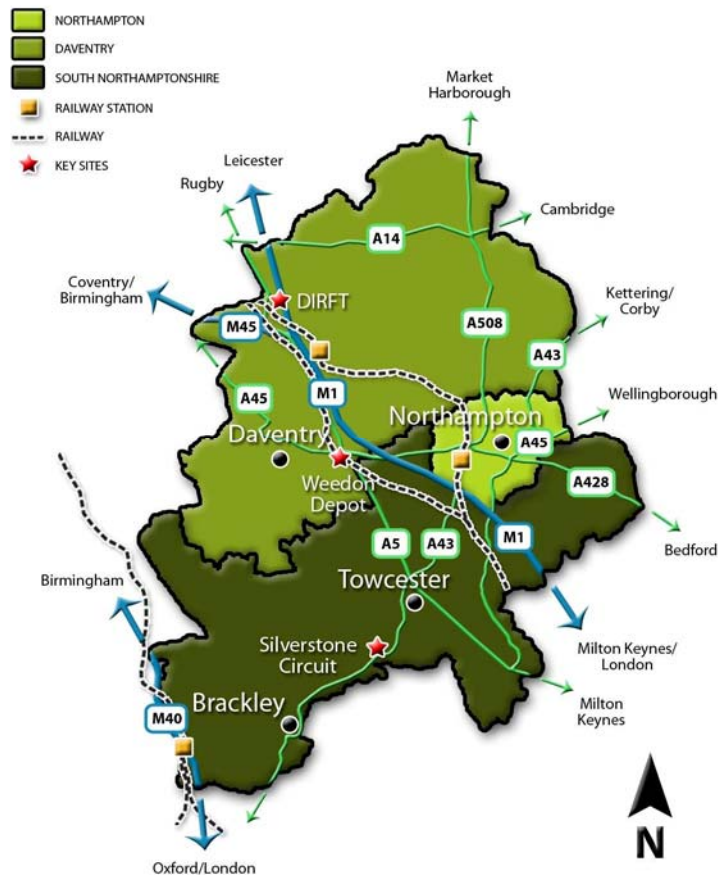 NORTHAMPTON
DAVENTRY
SOUTH NORTHAMPTONSHIRE
RAILWAY STATION
RAILWAY
KEY SITES
Market
Harborough
Leicester
Rugby
Cambridge
A14
Coventry/
Birmingham
DIRFT
Kettering/
Corby
M45
A508
A43
M1
A45
Wellingborough
Northampton
A45
Daventry
Weedon
Depot
A428
A5
A43
M1
Bedford
Birmingham
Towcester
Silverstone
Circuit
Milton Keynes/
London
Brackley
Milton
Keynes
M40
Oxford/London
N